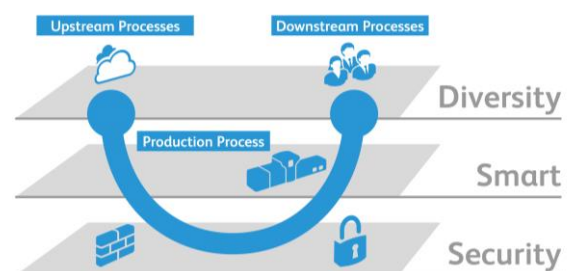 Upstream Processes
Downstream Processes
Diversity
Production Process
Smart
Security